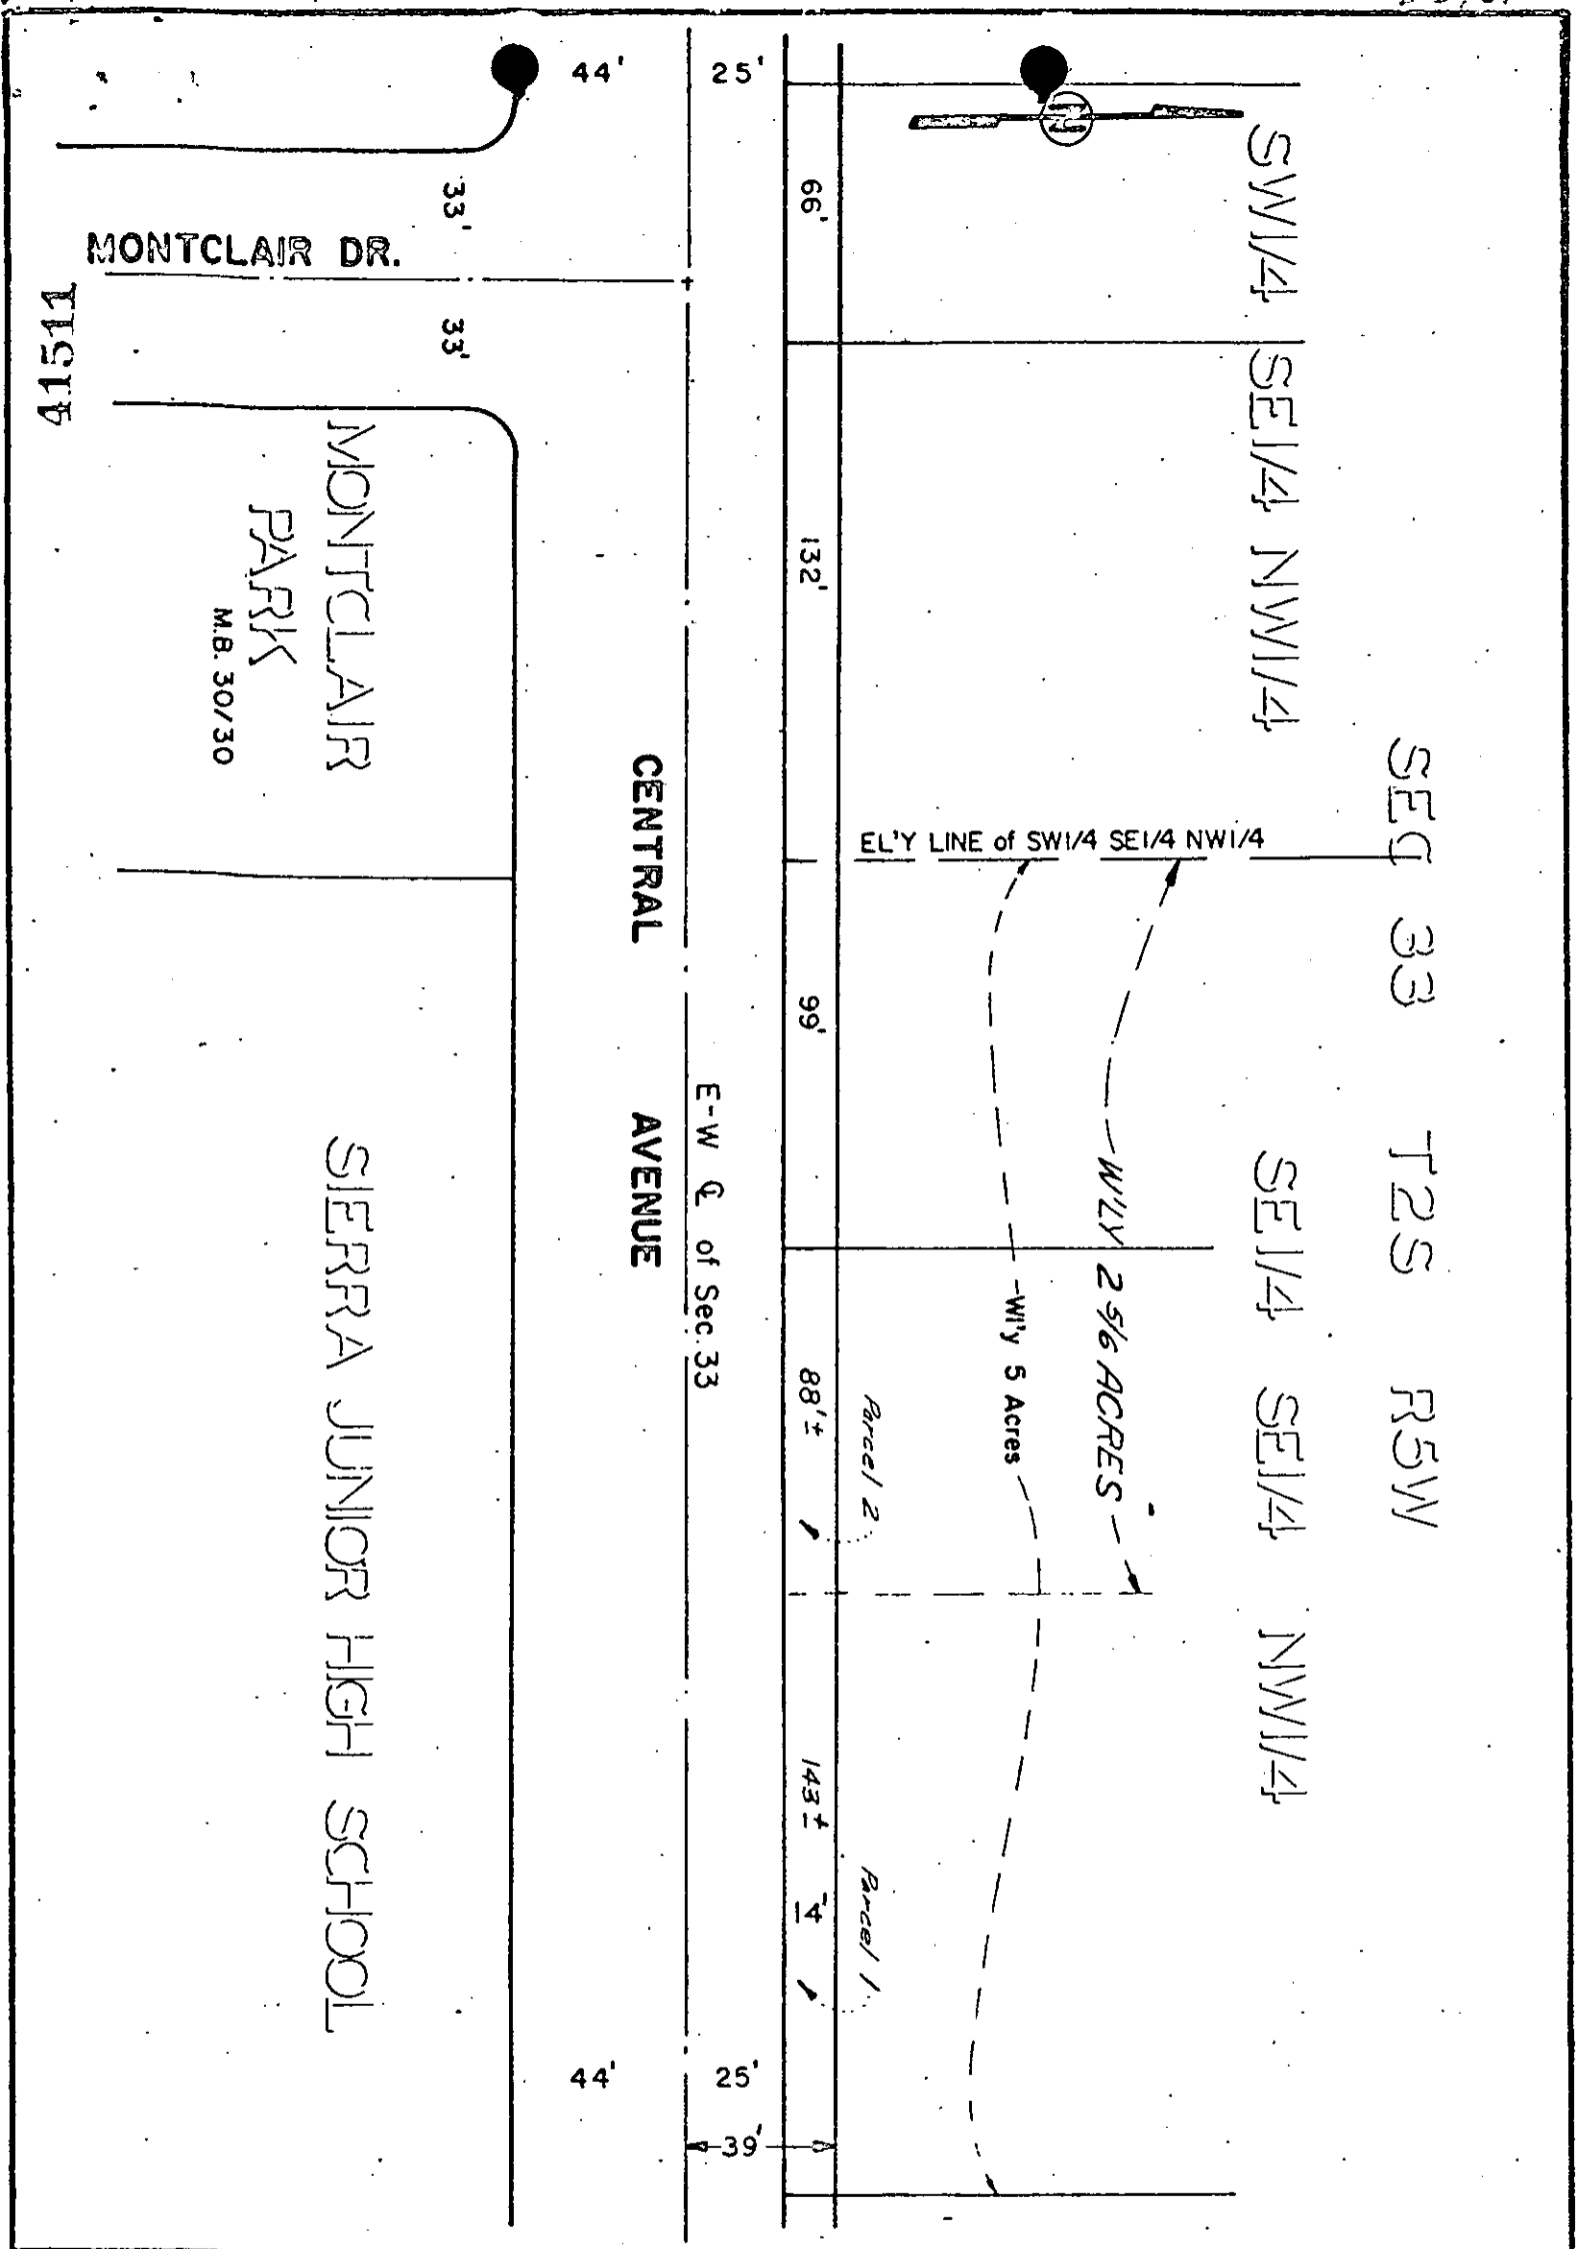 44'
25'
N
66'
SW1/4 SE1/4 NW1/4
33'
MONTCLAIR DR.
33'
41511
MONTCLAIR
PARK
M.B. 30/30
132'
SEC 33 T2S R5W
EL'Y LINE of SW1/4 SE1/4 NW1/4
CENTRAL AVENUE
99'
E-W ℄ of Sec. 33
W'LY 2 5/6 ACRES
Wl'y 5 Acres
SE1/4 SE1/4 NW1/4
SIERRA JUNIOR HIGH SCHOOL
88'±
Parcel 2
143'±
14'
Parcel 1
44'
25'
39'